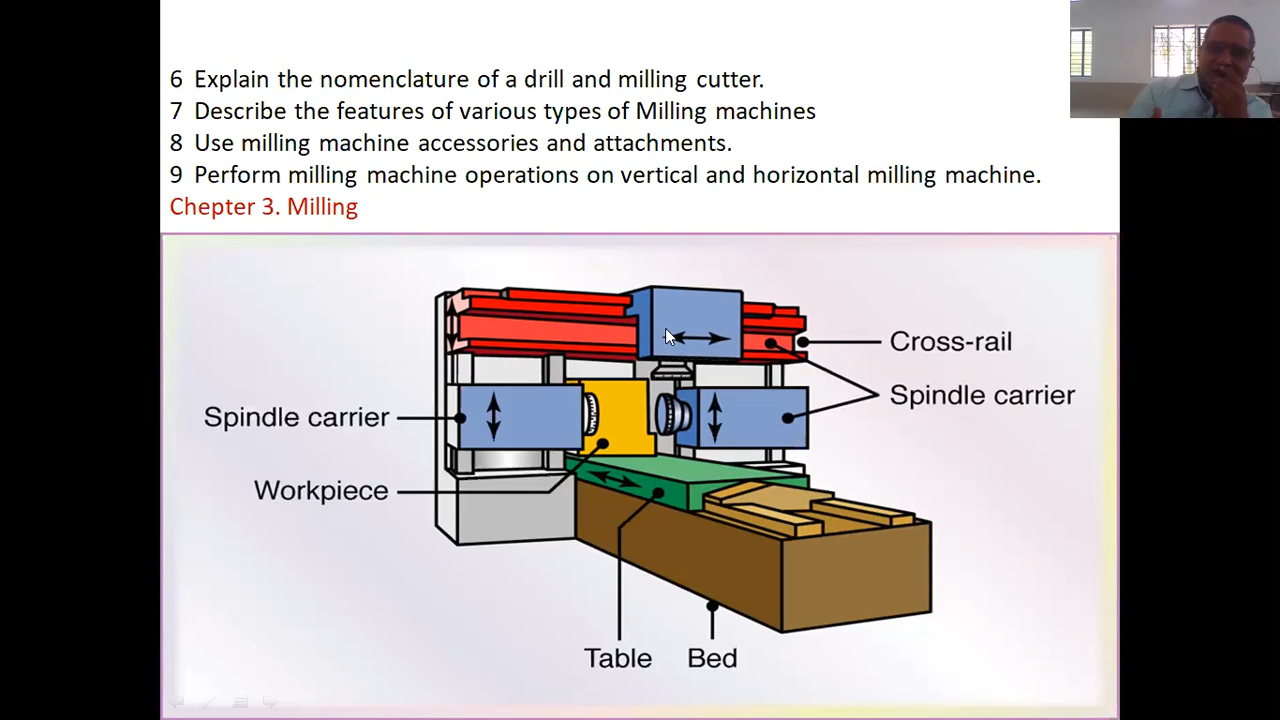 6 Explain the nomenclature of a drill and milling cutter.
7 Describe the features of various types of Milling machines
8 Use milling machine accessories and attachments.
9 Perform milling machine operations on vertical and horizontal milling machine.
Chepter 3. Milling
Cross-rail
Spindle carrier
Spindle carrier
Workpiece
Table
Bed